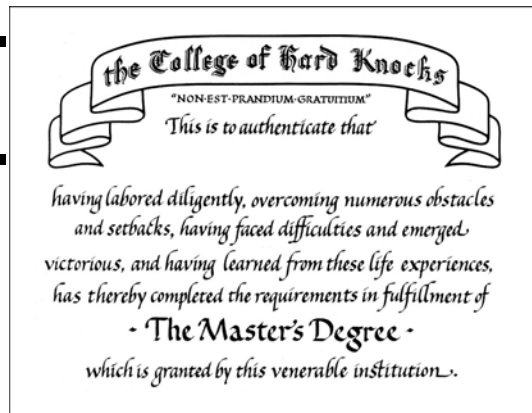 the College of Hard Knocks
"NON·EST·PRANDIUM·GRATUITIUM"
This is to authenticate that
having labored diligently, overcoming numerous obstacles
and setbacks, having faced difficulties and emerged
victorious, and having learned from these life experiences,
has thereby completed the requirements in fulfillment of
· The Master's Degree ·
which is granted by this venerable institution.